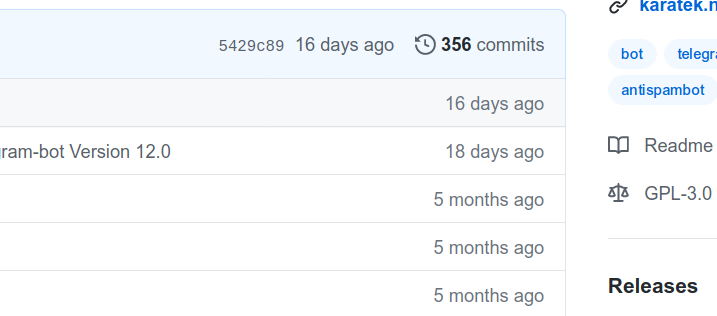 5429c89 16 days ago 356 commits
16 days ago
gram-bot Version 12.0 18 days ago
5 months ago
5 months ago
5 months ago
karatek.n
bot telegra
antispambot
Readme
GPL-3.0
Releases